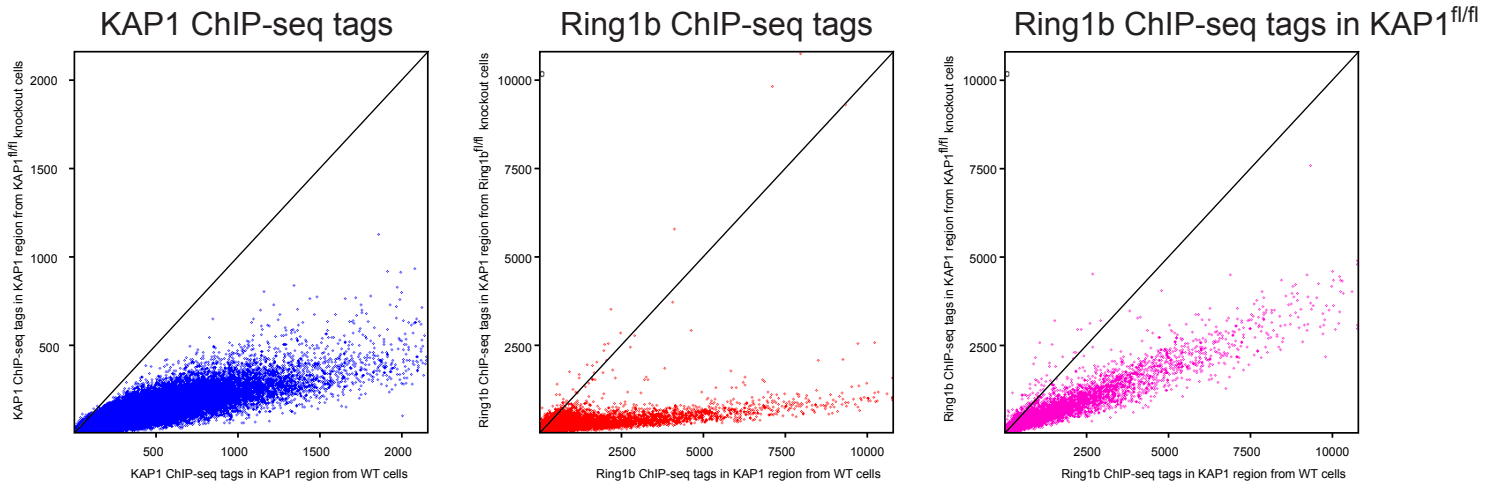 KAP1 ChIP-seq tags
KAP1 ChIP-seq tags in KAP1 region from KAP1fl/fl knockout cells
2000
1500
1000
500
500
1000
1500
2000
KAP1 ChIP-seq tags in KAP1 region from WT cells
Ring1b ChIP-seq tags
Ring1b ChIP-seq tags in KAP1 region from Ring1bfl/fl knockout cells
10000
7500
5000
2500
2500
5000
7500
10000
Ring1b ChIP-seq tags in KAP1 region from WT cells
Ring1b ChIP-seq tags in KAP1fl/fl
Ring1b ChIP-seq tags in KAP1 region from KAP1fl/fl knockout cells
10000
7500
5000
2500
2500
5000
7500
10000
Ring1b ChIP-seq tags in KAP1 region from WT cells